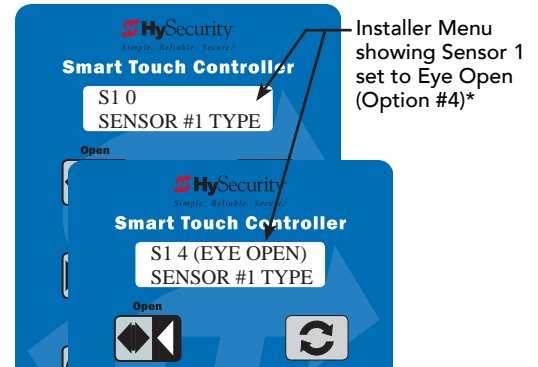 HySecurity
Simple. Reliable. Secure.
Smart Touch Controller
S1 0
SENSOR #1 TYPE
Open
HySecurity
Simple. Reliable. Secure.
Smart Touch Controller
S1 4 (EYE OPEN)
SENSOR #1 TYPE
Open
Installer Menu
showing Sensor 1
set to Eye Open
(Option #4)*